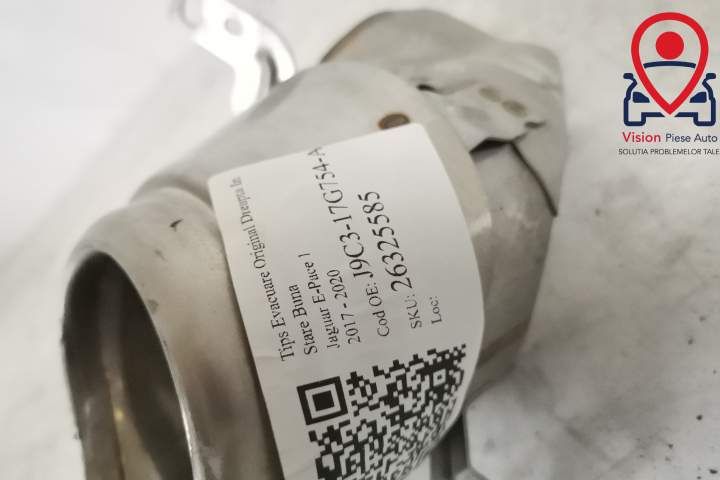 Tips Evacuare Original Dreapta In
Stare Buna
Jaguar E-Pace 1
2017 - 2020
Cod OE: J9C3-17G754-A
SKU: 26325585
Loc:
Vision Piese Auto
SOLUTIA PROBLEMELOR TALE